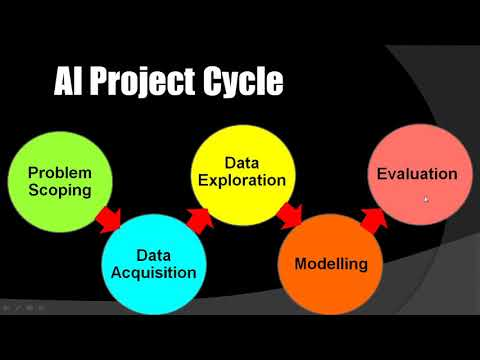 AI Project Cycle
Problem
Scoping
Data
Acquisition
Data
Exploration
Modelling
Evaluation